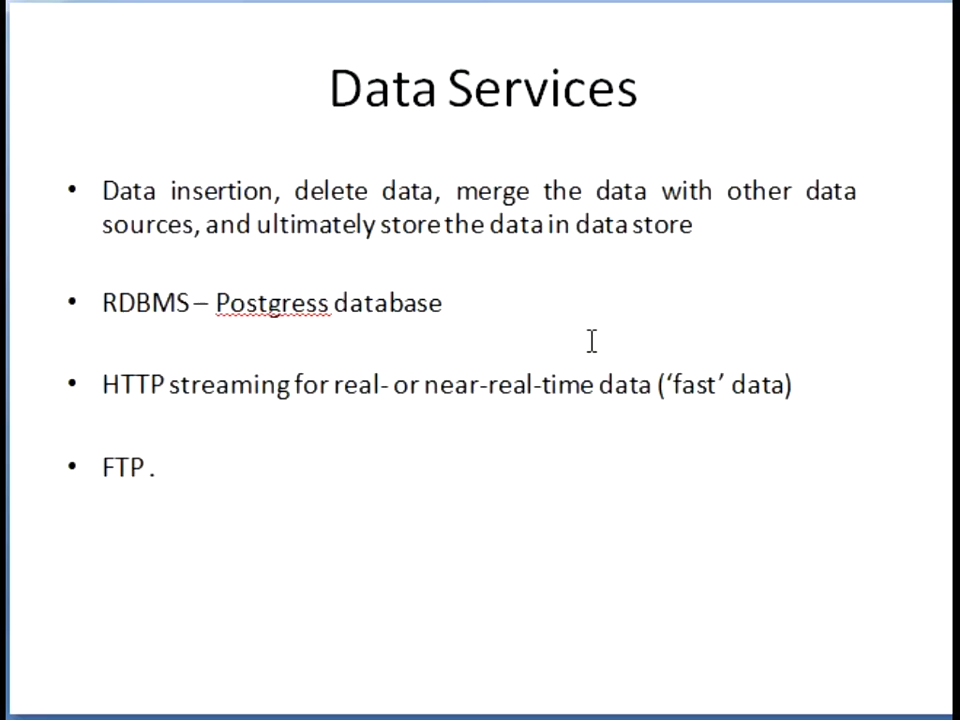 Data Services
• Data insertion, delete data, merge the data with other data
sources, and ultimately store the data in data store
• RDBMS – Postgress database
• HTTP streaming for real- or near-real-time data (‘fast’ data)
• FTP .